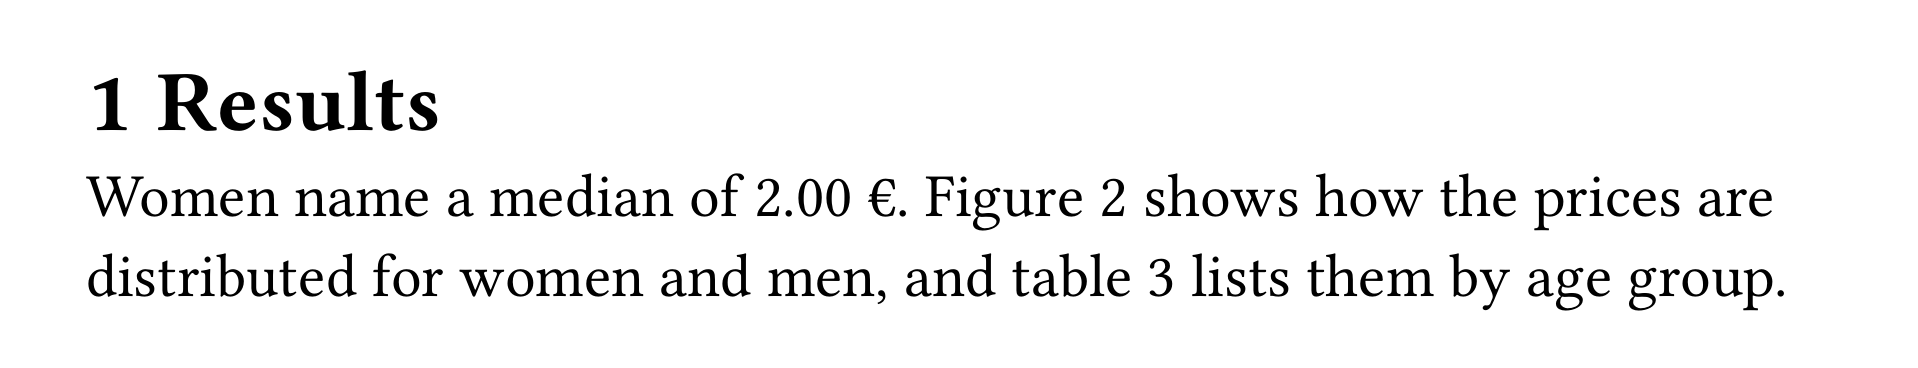 1 Results
Women name a median of 2.00 €. Figure 2 shows how the prices are
distributed for women and men, and table 3 lists them by age group.